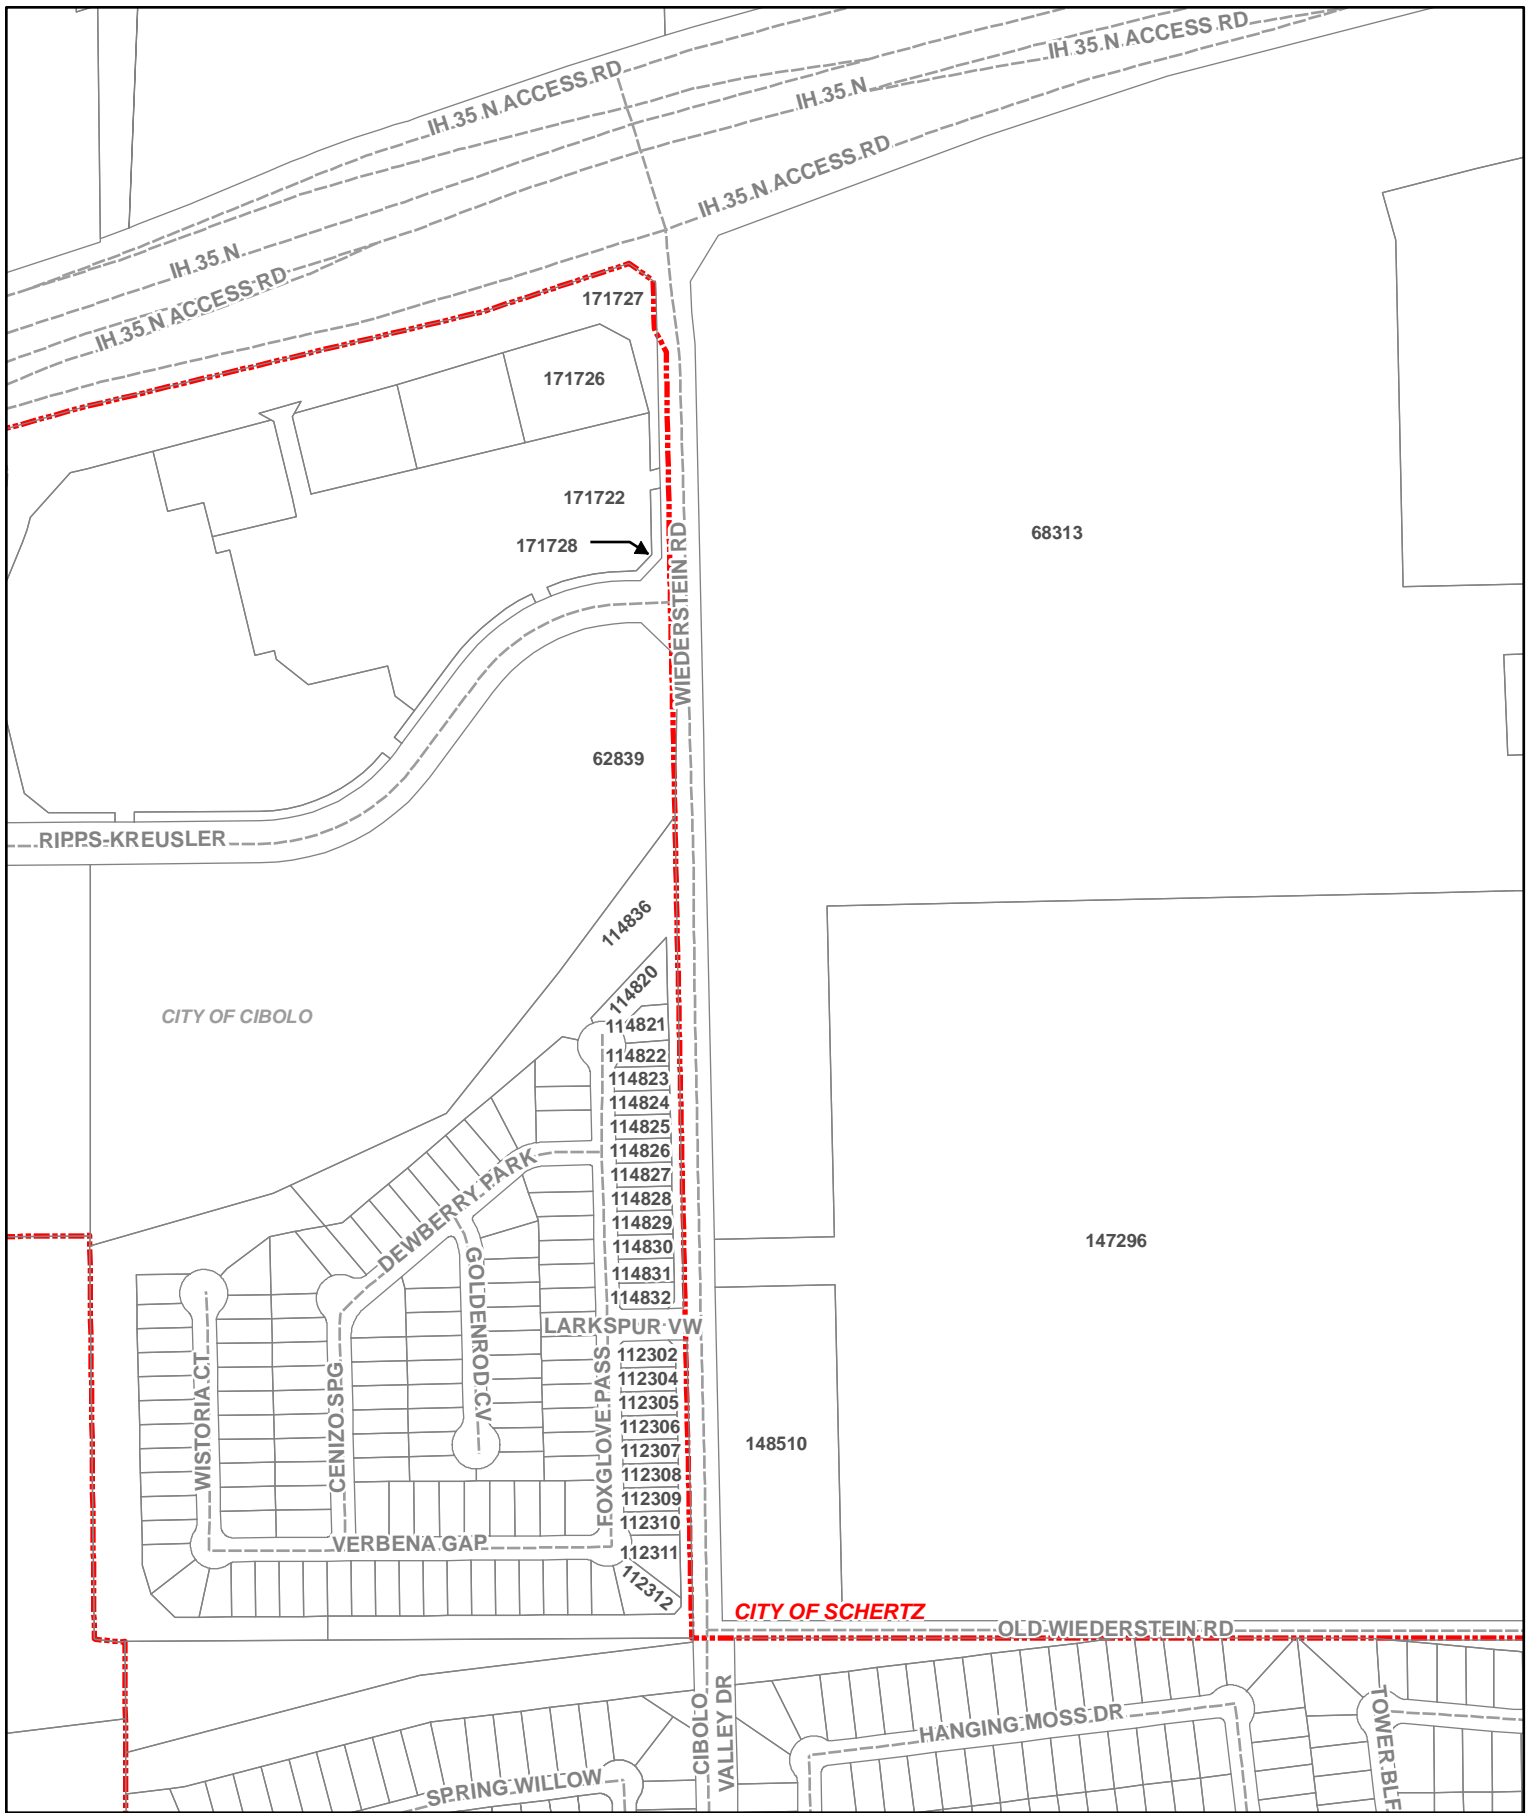 IH 35 N ACCESS RD
IH 35 N ACCESS RD
IH 35 N
IH 35 N ACCESS RD
IH 35 N
IH 35 N ACCESS RD
171727
171726
171722
171728
WIEDERSTEIN RD
68313
62839
RIPPS-KREUSLER
114836
114820
CITY OF CIBOLO
114821
114822
114823
114824
114825
114826
114827
114828
114829
114830
114831
114832
DEWBERRY PARK
GOLDENROD CV
147296
LARKSPUR VW
112302
112304
112305
112306
112307
112308
112309
112310
112311
112312
WISTORIA CT
CENIZO SPG
FOXGLOVE PASS
148510
VERBENA GAP
CITY OF SCHERTZ
OLD WIEDERSTEIN RD
CIBOLO
VALLEY DR
HANGING MOSS DR
TOWER BLF
SPRING WILLOW